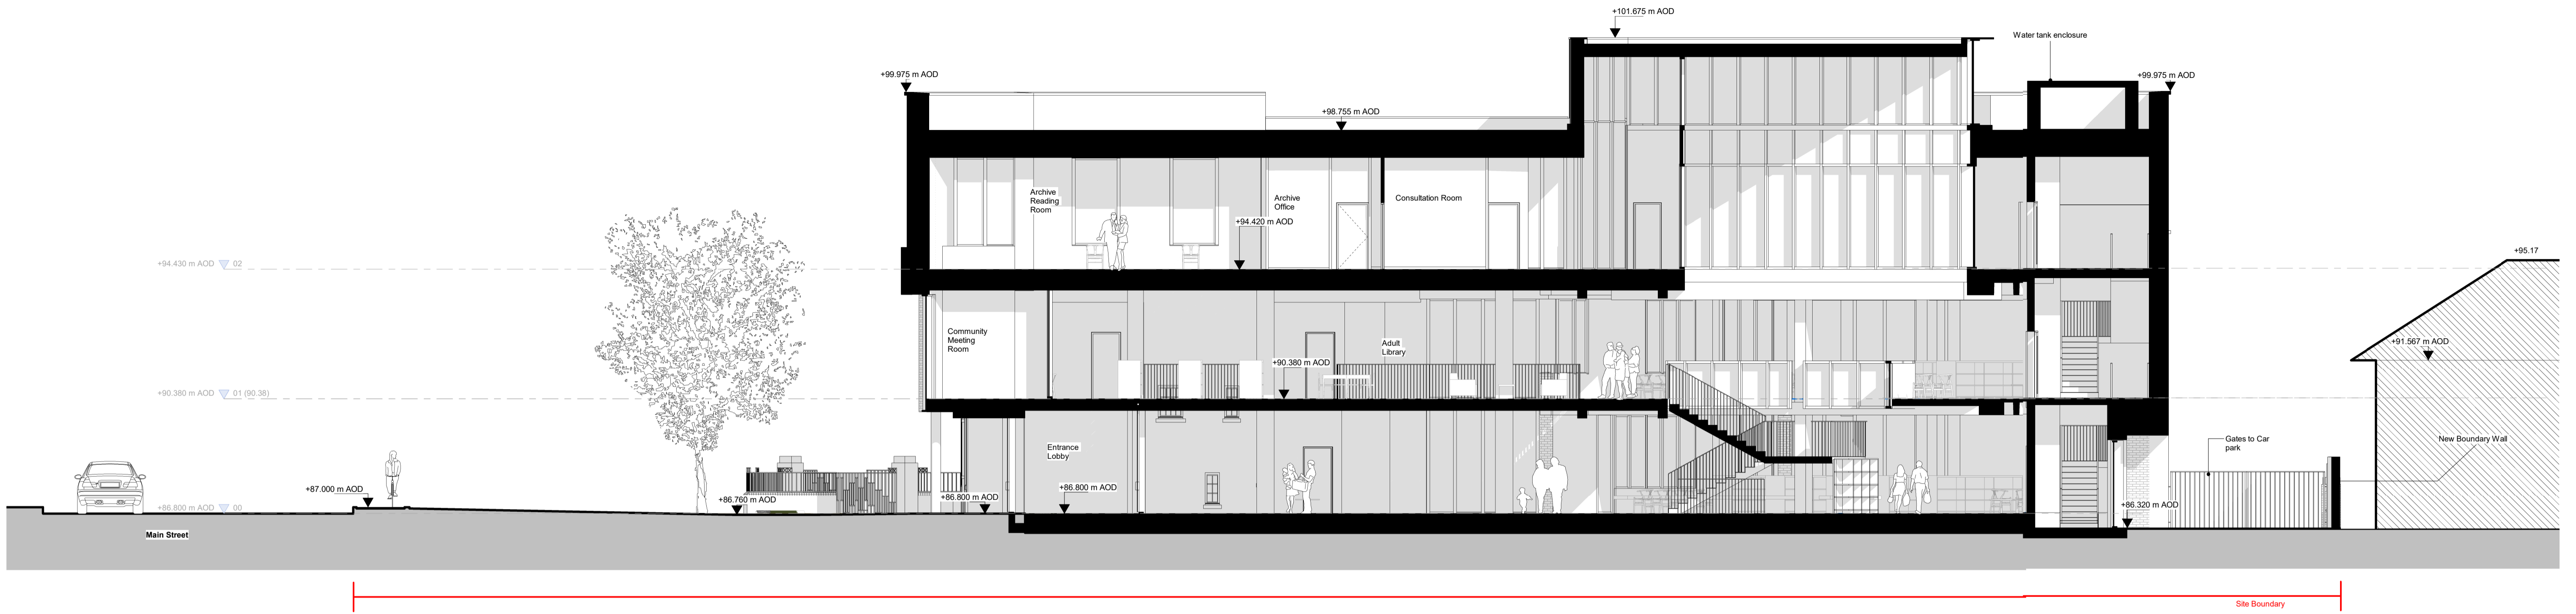 +101.675 m AOD
Water tank enclosure
+99.975 m AOD
+99.975 m AOD
+98.755 m AOD
Archive
Reading
Room
Archive
Office
Consultation Room
+94.420 m AOD
+94.430 m AOD 02
+95.17
Community
Meeting
Room
Adult
Library
+91.567 m AOD
+90.380 m AOD
+90.380 m AOD 01 (90.38)
Entrance
Lobby
Gates to Car
park
New Boundary Wall
+87.000 m AOD
+86.760 m AOD
+86.800 m AOD
+86.800 m AOD
+86.800 m AOD 00
+86.320 m AOD
Main Street
Site Boundary